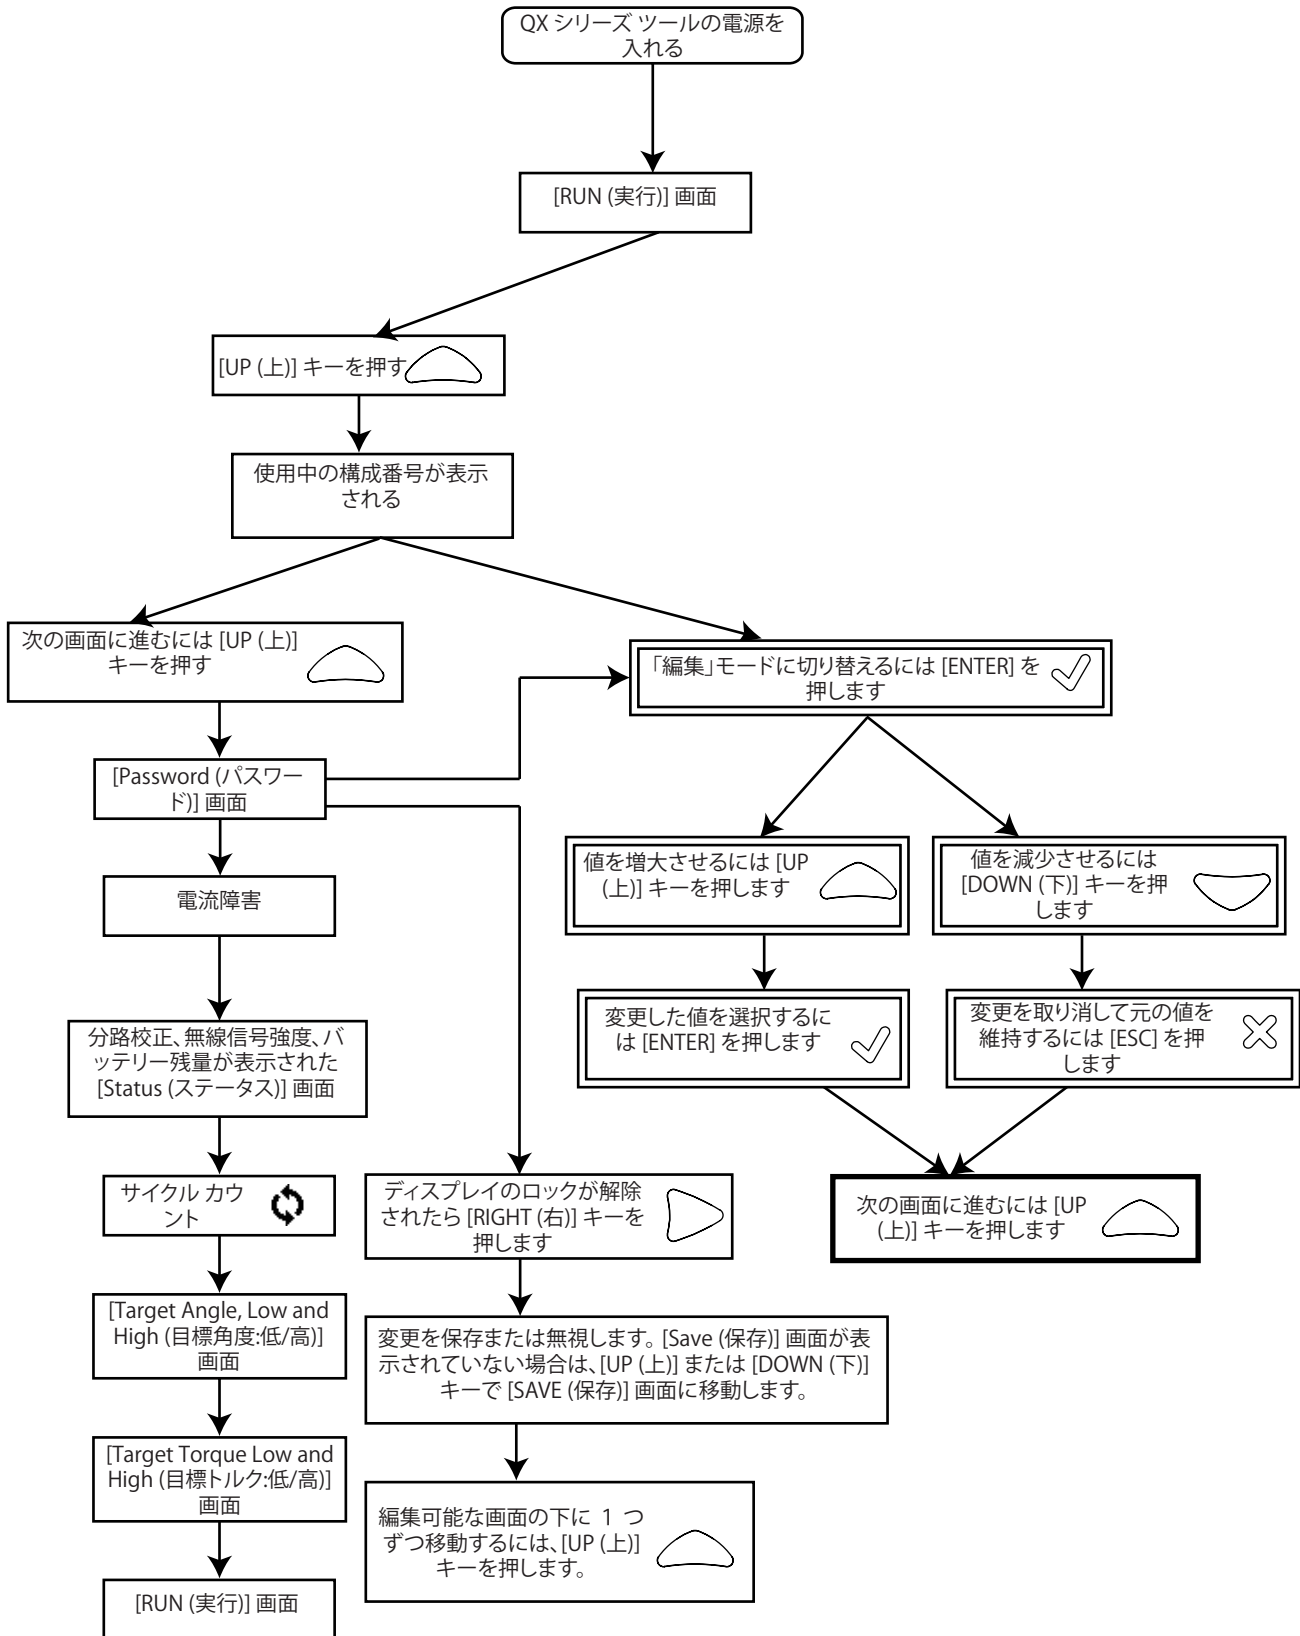 QX シリーズ ツールの電源を
入れる
[RUN (実行)] 画面
[UP (上)] キーを押す
使用中の構成番号が表示
される
次の画面に進むには [UP (上)]
キーを押す
「編集」モードに切り替えるには [ENTER] を
押します
[Password (パスワー
ド)] 画面
値を増大させるには [UP
(上)] キーを押します
値を減少させるには
[DOWN (下)] キーを押
します
電流障害
変更した値を選択するに
は [ENTER] を押します
変更を取り消して元の値を
維持するには [ESC] を押
します
分路校正、無線信号強度、バ
ッテリー残量が表示された
[Status (ステータス)] 画面
サイクル カウ
ント
ディスプレイのロックが解除
されたら [RIGHT (右)] キーを
押します
次の画面に進むには [UP
(上)] キーを押します
[Target Angle, Low and
High (目標角度:低/高)]
画面
変更を保存または無視します。[Save (保存)] 画面が表
示されていない場合は、[UP (上)] または [DOWN (下)]
キーで [SAVE (保存)] 画面に移動します。
[Target Torque Low and
High (目標トルク:低/高)]
画面
編集可能な画面の下に 1 つ
ずつ移動するには、[UP (上)]
キーを押します。
[RUN (実行)] 画面